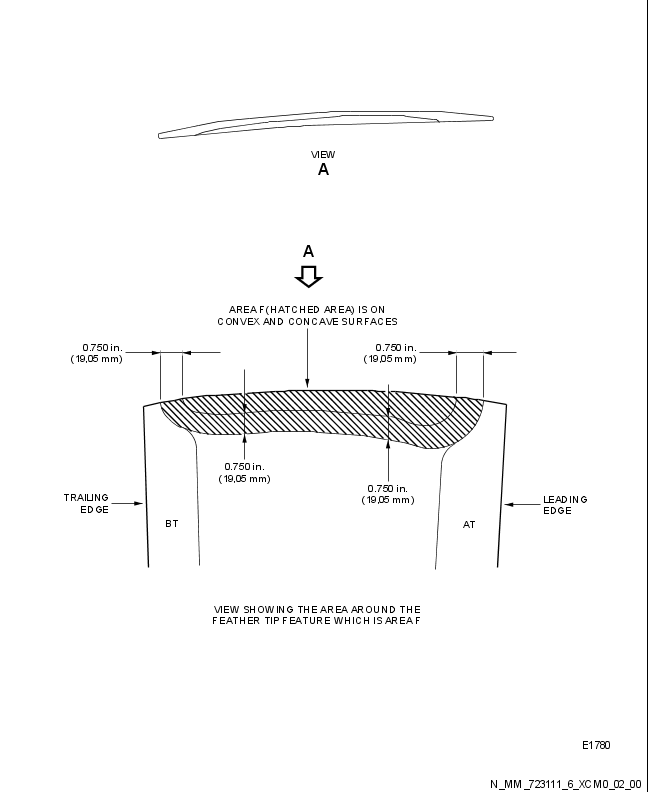 VIEW
A
A
AREA F (HATCHED AREA) IS ON
CONVEX AND CONCAVE SURFACES
0.750 in.
(19,05 mm)
0.750 in.
(19,05 mm)
0.750 in.
(19,05 mm)
0.750 in.
(19,05 mm)
TRAILING
EDGE
LEADING
EDGE
BT
AT
VIEW SHOWING THE AREA AROUND THE
FEATHER TIP FEATURE WHICH IS AREA F
E1780
N_MM_723111_6_XCM0_02_00